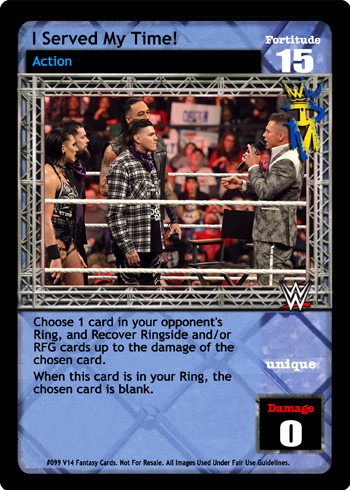 I Served My Time!
Fortitude
15
Action
DM
W
Choose 1 card in your opponent's
Ring, and Recover Ringside and/or
RFG cards up to the damage of the
chosen card.
When this card is in your Ring, the
chosen card is blank.
unique
Damage
0
#099 V14 Fantasy Cards. Not For Resale. All Images Used Under Fair Use Guidelines.